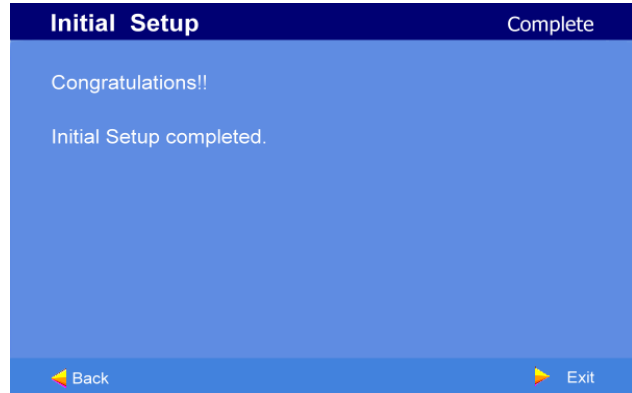 Initial Setup Complete
Congratulations!!
Initial Setup completed.
Back Exit